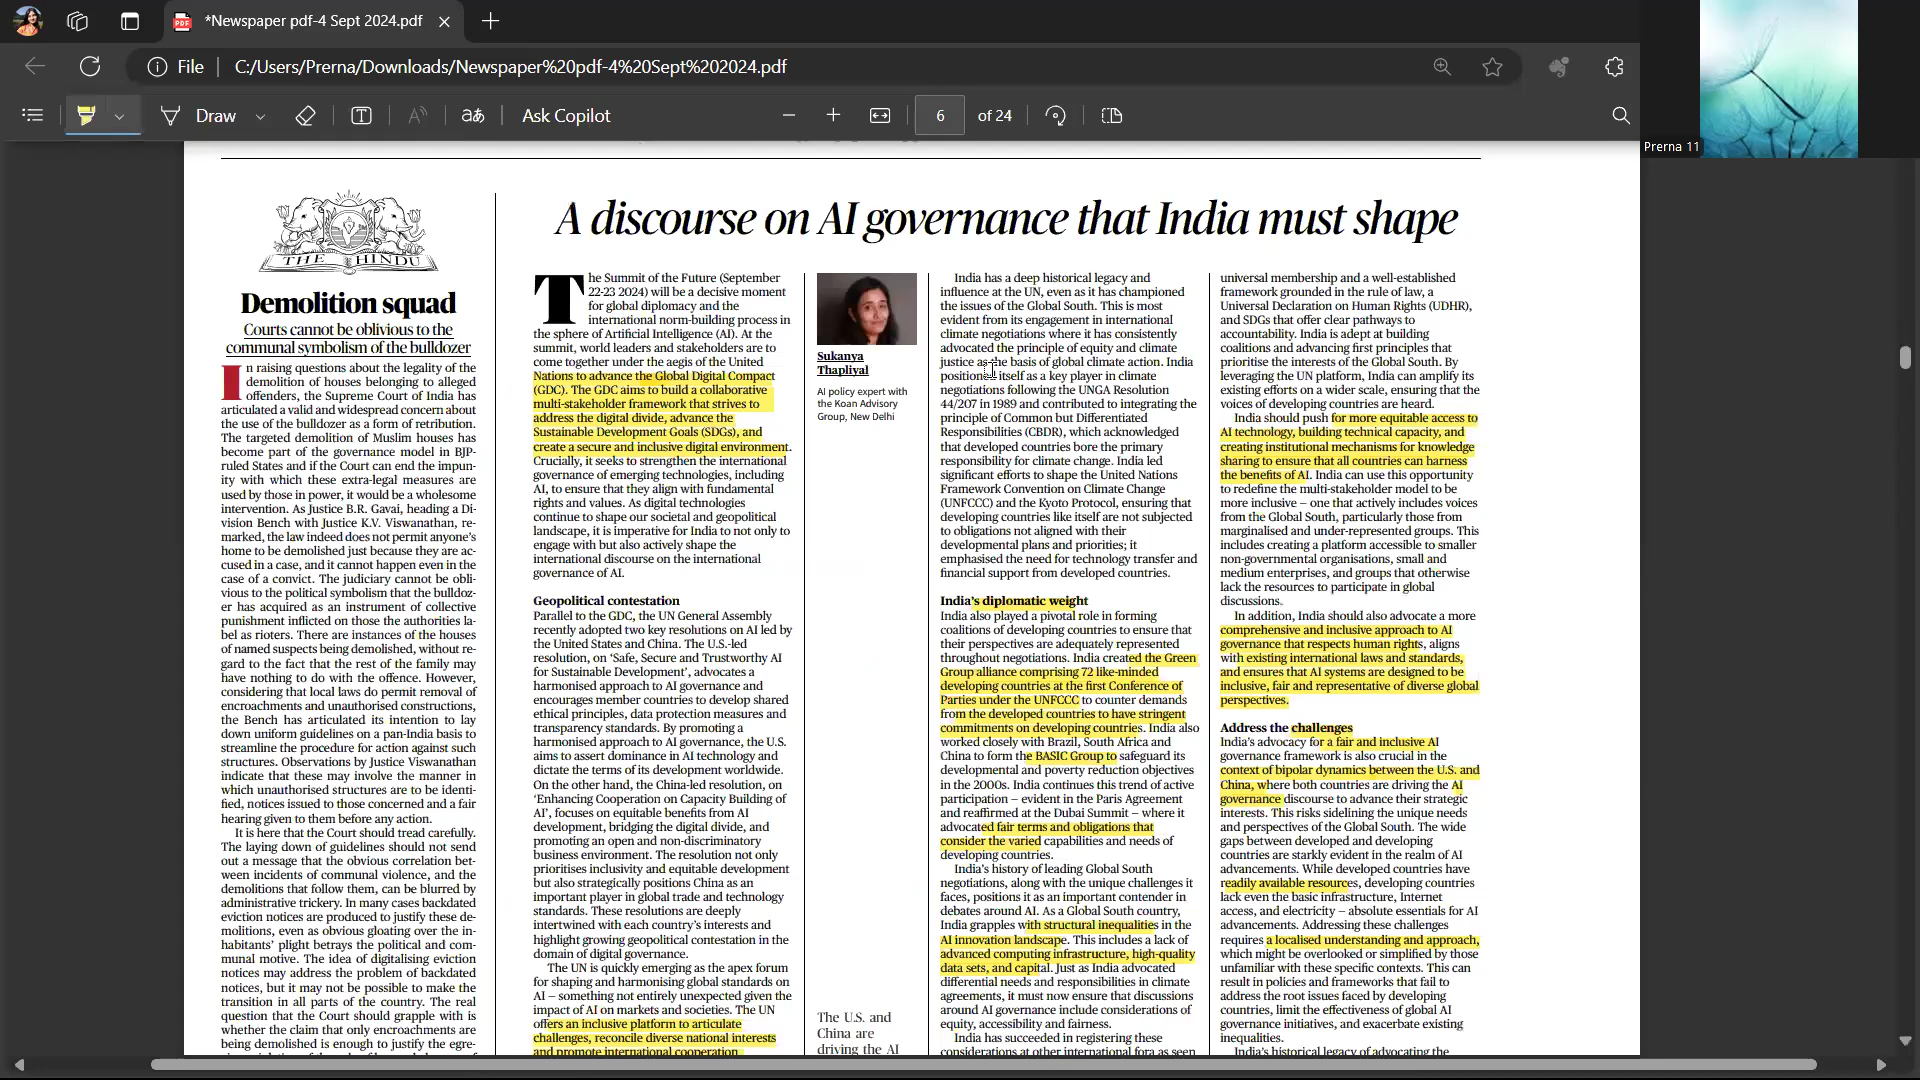 *Newspaper pdf-4 Sept 2024.pdf
File
C:/Users/Prerna/Downloads/Newspaper%20pdf-4%20Sept%202024.pdf
Draw
Ask Copilot
6
of 24
Prerna 11
THE HINDU
Demolition squad
Courts cannot be oblivious to the
communal symbolism of the bulldozer
In raising questions about the legality of the
demolition of houses belonging to alleged
offenders, the Supreme Court of India has
articulated a valid and widespread concern about
the use of the bulldozer as a form of retribution.
The targeted demolition of Muslim houses has
become part of the governance model in BJP-
ruled States and if the Court can end the impun-
ity with which these extra-legal measures are
used by those in power, it would be a wholesome
intervention. As Justice B.R. Gavai, heading a Di-
vision Bench with Justice K.V. Viswanathan, re-
marked, the law indeed does not permit anyone's
home to be demolished just because they are ac-
cused in a case, and it cannot happen even in the
case of a convict. The judiciary cannot be obli-
vious to the political symbolism that the bulldoz-
er has acquired as an instrument of collective
punishment inflicted on those the authorities la-
bel as rioters. There are instances of the houses
of named suspects being demolished, without re-
gard to the fact that the rest of the family may
have nothing to do with the offence. However,
considering that local laws do permit removal of
encroachments and unauthorised constructions,
the Bench has articulated its intention to lay
down uniform guidelines on a pan-India basis to
streamline the procedure for action against such
structures. Observations by Justice Viswanathan
indicate that these may involve the manner in
which unauthorised structures are to be identi-
fied, notices issued to those concerned and a fair
hearing given to them before any action.
It is here that the Court should tread carefully.
The laying down of guidelines should not send
out a message that the obvious correlation bet-
ween incidents of communal violence, and the
demolitions that follow them, can be blurred by
administrative trickery. In many cases backdated
eviction notices are produced to justify these de-
molitions, even as obvious gloating over the in-
habitants' plight betrays the political and com-
munal motive. The idea of digitalising eviction
notices may address the problem of backdated
notices, but it may not be possible to make the
transition in all parts of the country. The real
question that the Court should grapple with is
whether the claim that only encroachments are
being demolished is enough to justify the egre-
A discourse on AI governance that India must shape
The Summit of the Future (September
22-23 2024) will be a decisive moment
for global diplomacy and the
international norm-building process in
the sphere of Artificial Intelligence (AI). At the
summit, world leaders and stakeholders are to
come together under the aegis of the United
Nations to advance the Global Digital Compact
(GDC). The GDC aims to build a collaborative
multi-stakeholder framework that strives to
address the digital divide, advance the
Sustainable Development Goals (SDGs), and
create a secure and inclusive digital environment.
Crucially, it seeks to strengthen the international
governance of emerging technologies, including
AI, to ensure that they align with fundamental
rights and values. As digital technologies
continue to shape our societal and geopolitical
landscape, it is imperative for India to not only to
engage with but also actively shape the
international discourse on the international
governance of AI.
Geopolitical contestation
Parallel to the GDC, the UN General Assembly
recently adopted two key resolutions on AI led by
the United States and China. The U.S.-led
resolution, on 'Safe, Secure and Trustworthy AI
for Sustainable Development', advocates a
harmonised approach to AI governance and
encourages member countries to develop shared
ethical principles, data protection measures and
transparency standards. By promoting a
harmonised approach to AI governance, the U.S.
aims to assert dominance in AI technology and
dictate the terms of its development worldwide.
On the other hand, the China-led resolution, on
'Enhancing Cooperation on Capacity Building of
AI', focuses on equitable benefits from AI
development, bridging the digital divide, and
promoting an open and non-discriminatory
business environment. The resolution not only
prioritises inclusivity and equitable development
but also strategically positions China as an
important player in global trade and technology
standards. These resolutions are deeply
intertwined with each country's interests and
highlight growing geopolitical contestation in the
domain of digital governance.
The UN is quickly emerging as the apex forum
for shaping and harmonising global standards on
AI – something not entirely unexpected given the
impact of AI on markets and societies. The UN
offers an inclusive platform to articulate
challenges, reconcile diverse national interests
and promote international cooperation
Sukanya
Thapliyal
AI policy expert with
the Koan Advisory
Group, New Delhi
The U.S. and
China are
driving the AI
India has a deep historical legacy and
influence at the UN, even as it has championed
the issues of the Global South. This is most
evident from its engagement in international
climate negotiations where it has consistently
advocated the principle of equity and climate
justice as the basis of global climate action. India
positioned itself as a key player in climate
negotiations following the UNGA Resolution
44/207 in 1989 and contributed to integrating the
principle of Common but Differentiated
Responsibilities (CBDR), which acknowledged
that developed countries bore the primary
responsibility for climate change. India led
significant efforts to shape the United Nations
Framework Convention on Climate Change
(UNFCCC) and the Kyoto Protocol, ensuring that
developing countries like itself are not subjected
to obligations not aligned with their
developmental plans and priorities; it
emphasised the need for technology transfer and
financial support from developed countries.
India's diplomatic weight
India also played a pivotal role in forming
coalitions of developing countries to ensure that
their perspectives are adequately represented
throughout negotiations. India created the Green
Group alliance comprising 72 like-minded
developing countries at the first Conference of
Parties under the UNFCCC to counter demands
from the developed countries to have stringent
commitments on developing countries. India also
worked closely with Brazil, South Africa and
China to form the BASIC Group to safeguard its
developmental and poverty reduction objectives
in the 2000s. India continues this trend of active
participation – evident in the Paris Agreement
and reaffirmed at the Dubai Summit – where it
advocated fair terms and obligations that
consider the varied capabilities and needs of
developing countries.
India's history of leading Global South
negotiations, along with the unique challenges it
faces, positions it as an important contender in
debates around AI. As a Global South country,
India grapples with structural inequalities in the
AI innovation landscape. This includes a lack of
advanced computing infrastructure, high-quality
data sets, and capital. Just as India advocated
differential needs and responsibilities in climate
agreements, it must now ensure that discussions
around AI governance include considerations of
equity, accessibility and fairness.
India has succeeded in registering these
considerations at other international fora as seen
universal membership and a well-established
framework grounded in the rule of law, a
Universal Declaration on Human Rights (UDHR),
and SDGs that offer clear pathways to
accountability. India is adept at building
coalitions and advancing first principles that
prioritise the interests of the Global South. By
leveraging the UN platform, India can amplify its
existing efforts on a wider scale, ensuring that the
voices of developing countries are heard.
India should push for more equitable access to
AI technology, building technical capacity, and
creating institutional mechanisms for knowledge
sharing to ensure that all countries can harness
the benefits of AI. India can use this opportunity
to redefine the multi-stakeholder model to be
more inclusive – one that actively includes voices
from the Global South, particularly those from
marginalised and under-represented groups. This
includes creating a platform accessible to smaller
non-governmental organisations, small and
medium enterprises, and groups that otherwise
lack the resources to participate in global
discussions.
In addition, India should also advocate a more
comprehensive and inclusive approach to AI
governance that respects human rights, aligns
with existing international laws and standards,
and ensures that AI systems are designed to be
inclusive, fair and representative of diverse global
perspectives.
Address the challenges
India's advocacy for a fair and inclusive AI
governance framework is also crucial in the
context of bipolar dynamics between the U.S. and
China, where both countries are driving the AI
governance discourse to advance their strategic
interests. This risks sidelining the unique needs
and perspectives of the Global South. The wide
gaps between developed and developing
countries are starkly evident in the realm of AI
advancements. While developed countries have
readily available resources, developing countries
lack even the basic infrastructure, Internet
access, and electricity – absolute essentials for AI
advancements. Addressing these challenges
requires a localised understanding and approach,
which might be overlooked or simplified by those
unfamiliar with these specific contexts. This can
result in policies and frameworks that fail to
address the root issues faced by developing
countries, limit the effectiveness of global AI
governance initiatives, and exacerbate existing
inequalities.
India's historical legacy of advocating the